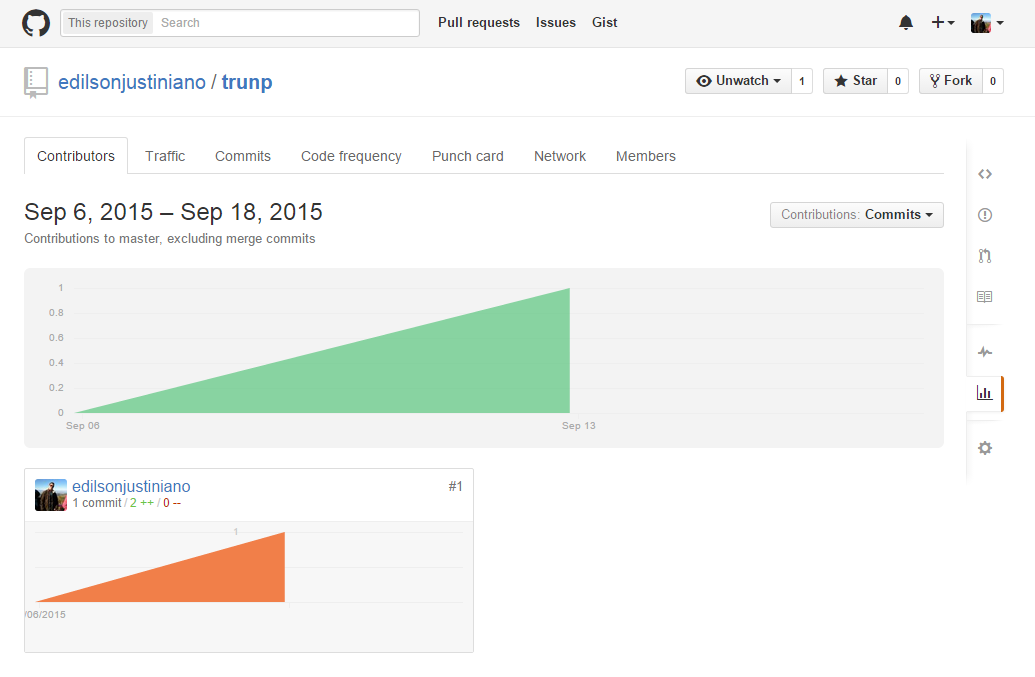 This repository Search Pull requests Issues Gist
edilsonjustiniano / trunp Unwatch 1 Star 0 Fork 0
Contributors Traffic Commits Code frequency Punch card Network Members
Sep 6, 2015 – Sep 18, 2015
Contributions: Commits
Contributions to master, excluding merge commits
1
0.8
0.6
0.4
0.2
0
Sep 06 Sep 13
edilsonjustiniano #1
1 commit / 2 ++ / 0 --
1
/06/2015